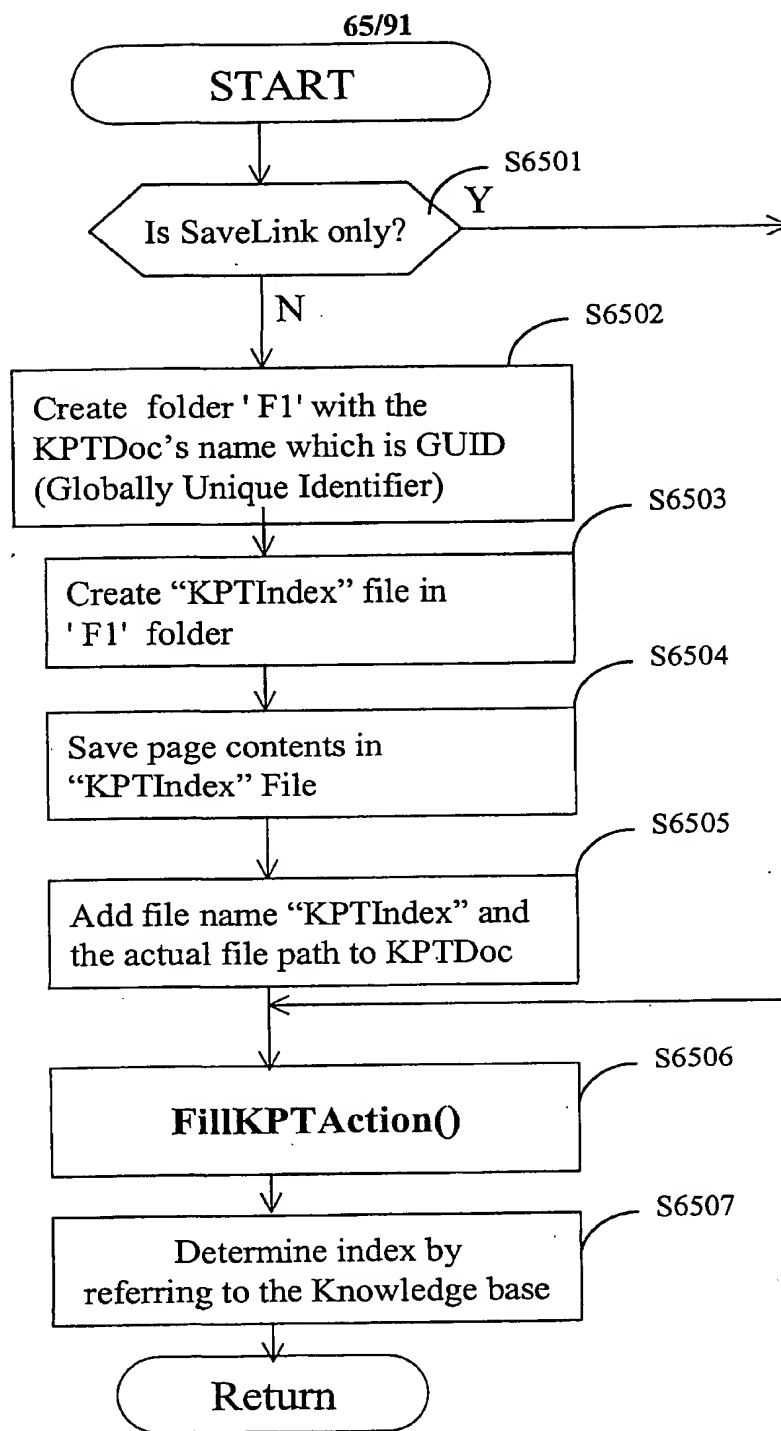 65/91
START
S6501
Is SaveLink only?
Y
N
S6502
Create folder ' F1' with the
KPTDoc's name which is GUID
(Globally Unique Identifier)
S6503
Create “KPTIndex” file in
' F1' folder
S6504
Save page contents in
“KPTIndex” File
S6505
Add file name “KPTIndex” and
the actual file path to KPTDoc
S6506
FillKPTAction()
S6507
Determine index by
referring to the Knowledge base
Return